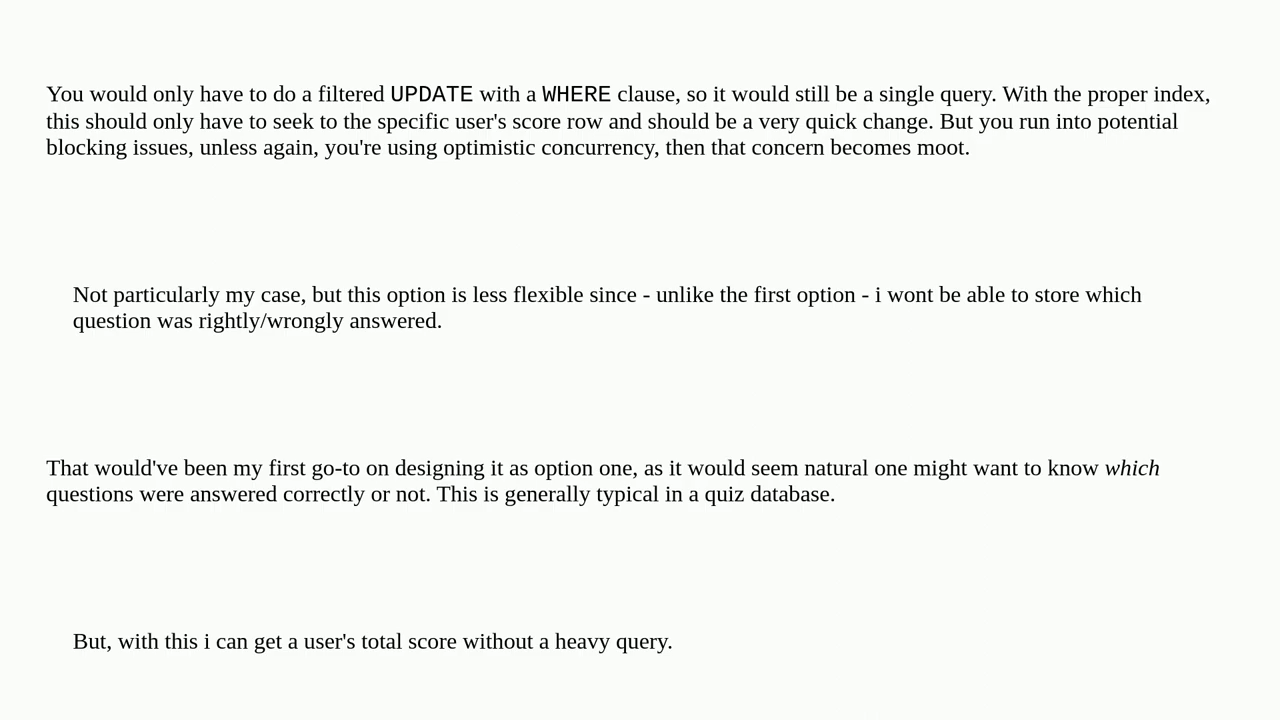 You would only have to do a filtered UPDATE with a WHERE clause, so it would still be a single query. With the proper index,
this should only have to seek to the specific user's score row and should be a very quick change. But you run into potential
blocking issues, unless again, you're using optimistic concurrency, then that concern becomes moot.
Not particularly my case, but this option is less flexible since - unlike the first option - i wont be able to store which
question was rightly/wrongly answered.
That would've been my first go-to on designing it as option one, as it would seem natural one might want to know which
questions were answered correctly or not. This is generally typical in a quiz database.
But, with this i can get a user's total score without a heavy query.